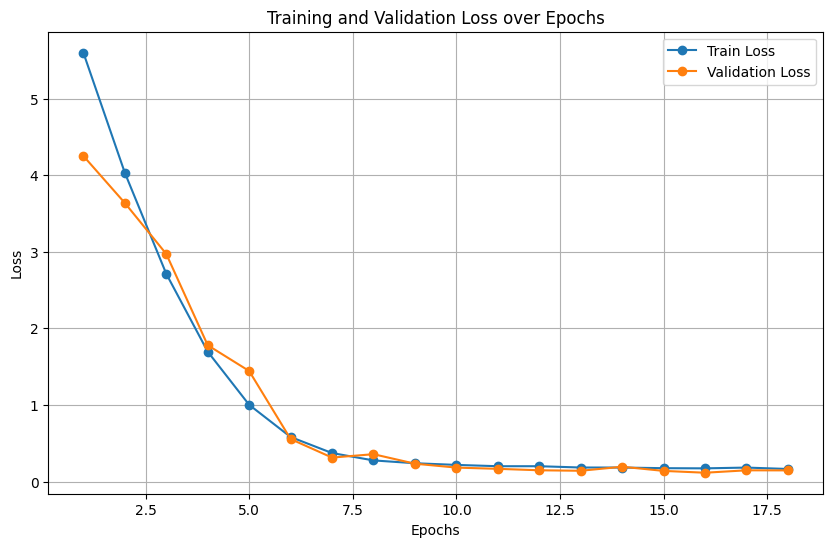 Training and Validation Loss over Epochs
Train Loss
Validation Loss
5
4
3
2
1
0
Loss
2.5 5.0 7.5 10.0 12.5 15.0 17.5
Epochs